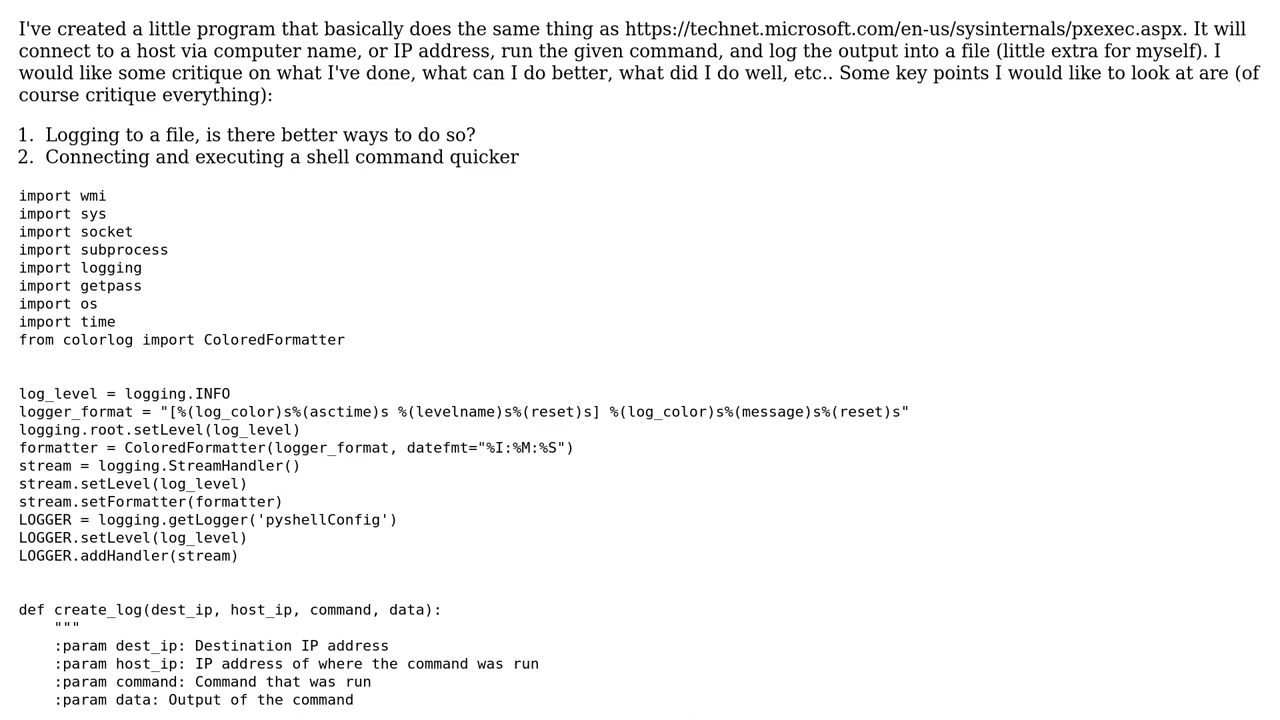 I've created a little program that basically does the same thing as https://technet.microsoft.com/en-us/sysinternals/pxexec.aspx. It will
connect to a host via computer name, or IP address, run the given command, and log the output into a file (little extra for myself). I
would like some critique on what I've done, what can I do better, what did I do well, etc.. Some key points I would like to look at are (of
course critique everything):
1. Logging to a file, is there better ways to do so?
2. Connecting and executing a shell command quicker
import wmi
import sys
import socket
import subprocess
import logging
import getpass
import os
import time
from colorlog import ColoredFormatter
log_level = logging.INFO
logger_format = "[%(log_color)s%(asctime)s %(levelname)s%(reset)s] %(log_color)s%(message)s%(reset)s"
logging.root.setLevel(log_level)
formatter = ColoredFormatter(logger_format, datefmt="%I:%M:%S")
stream = logging.StreamHandler()
stream.setLevel(log_level)
stream.setFormatter(formatter)
LOGGER = logging.getLogger('pyshellConfig')
LOGGER.setLevel(log_level)
LOGGER.addHandler(stream)
def create_log(dest_ip, host_ip, command, data):
    """
    :param dest_ip: Destination IP address
    :param host_ip: IP address of where the command was run
    :param command: Command that was run
    :param data: Output of the command